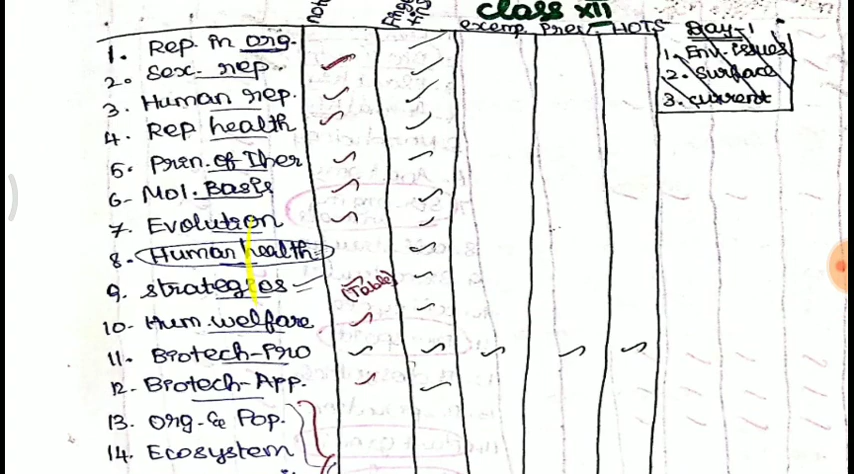 class XII
exemp. Prev. HOTS
Day-1
1. Env. issues
2. Surface
3. current
1. Rep. in org.
2. Sex. rep.
3. Human rep.
4. Rep health
5. Prin. of Iher
6- Mol. Basis
7. Evolution
8. Human health
9. Strategies
(Table)
10- Hum. welfare
11. Biotech-Pro
12. Biotech-App.
13. Org-& Pop.
14. Ecosystem